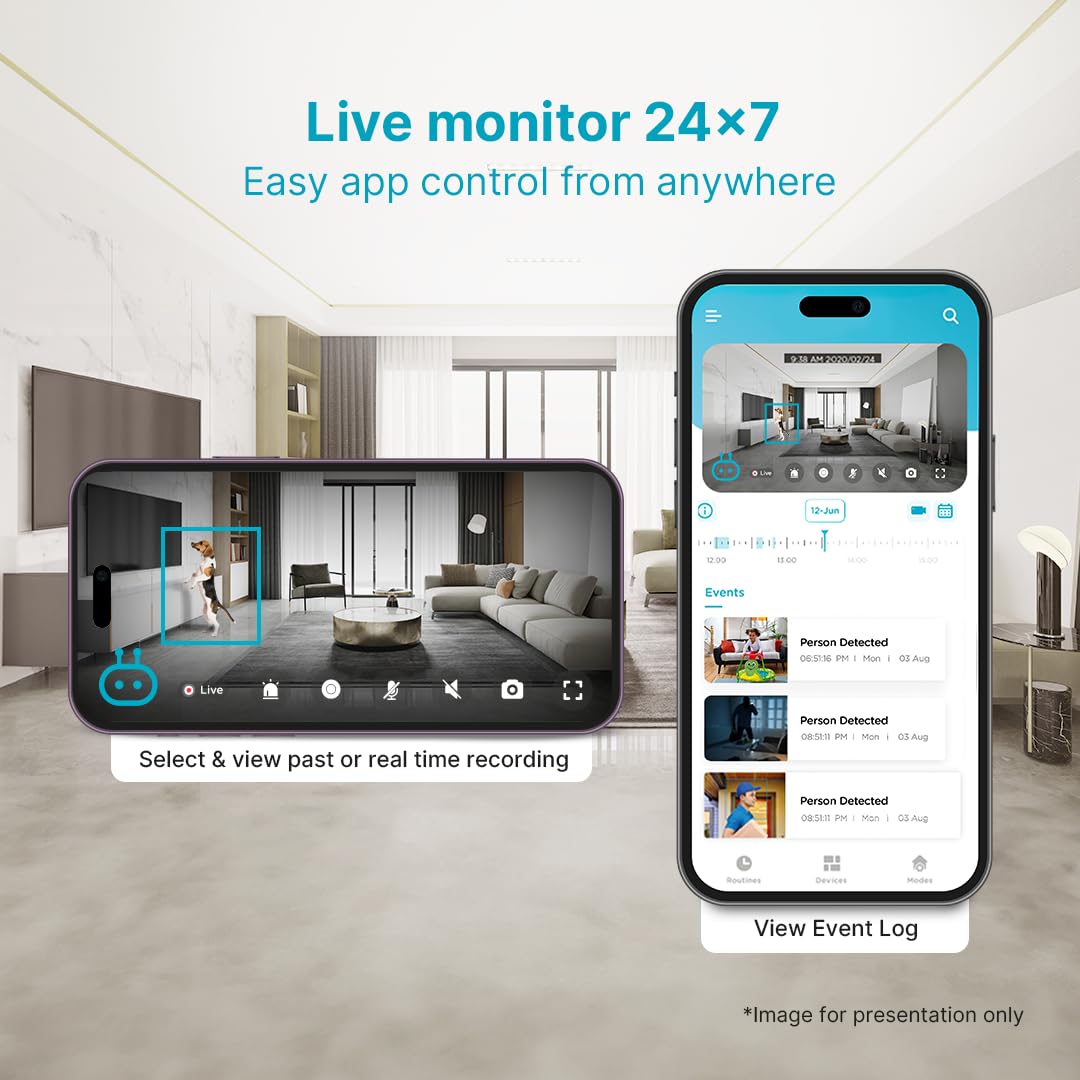 Live monitor 24×7
Easy app control from anywhere
Live
Select & view past or real time recording
9:38 AM 2020/02/24
Live
12-Jun
12:00 13:00 14:00 15:00
Events
Person Detected
06:51:16 PM | Mon i 03 Aug
Person Detected
08:51:11 PM | Mon i 03 Aug
Person Detected
08:51:11 PM | Mon i 03 Aug
Routines Devices Modes
View Event Log
*Image for presentation only